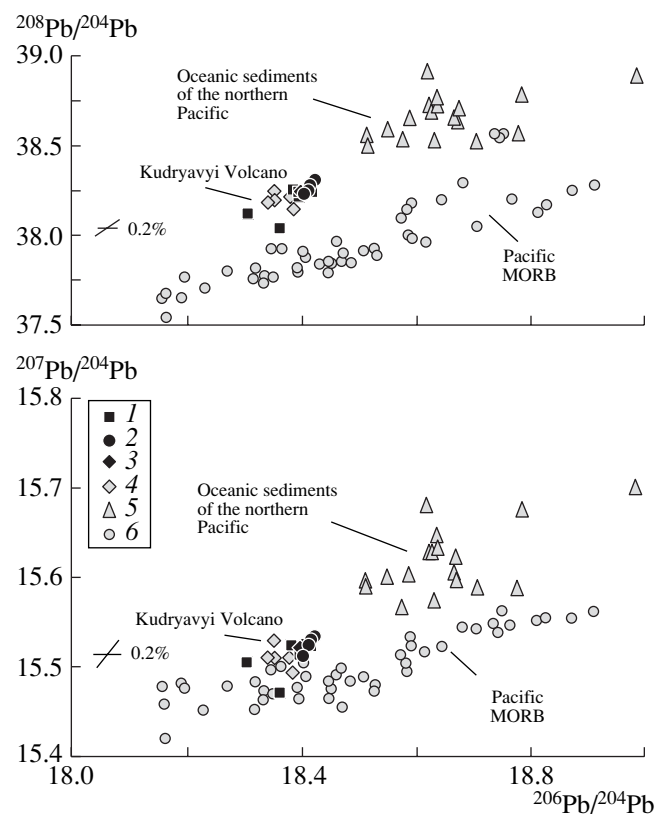 ²⁰⁸Pb/²⁰⁴Pb
39.0
Oceanic sediments
of the northern
Pacific
38.5
Kudryavyi Volcano
0.2%
38.0
Pacific
MORB
37.5
²⁰⁷Pb/²⁰⁴Pb
15.8
1
2
3
4
5
6
15.7
Oceanic sediments
of the northern
Pacific
15.6
Kudryavyi Volcano
0.2%
15.5
Pacific
MORB
15.4
18.0
18.4
18.8
²⁰⁶Pb/²⁰⁴Pb